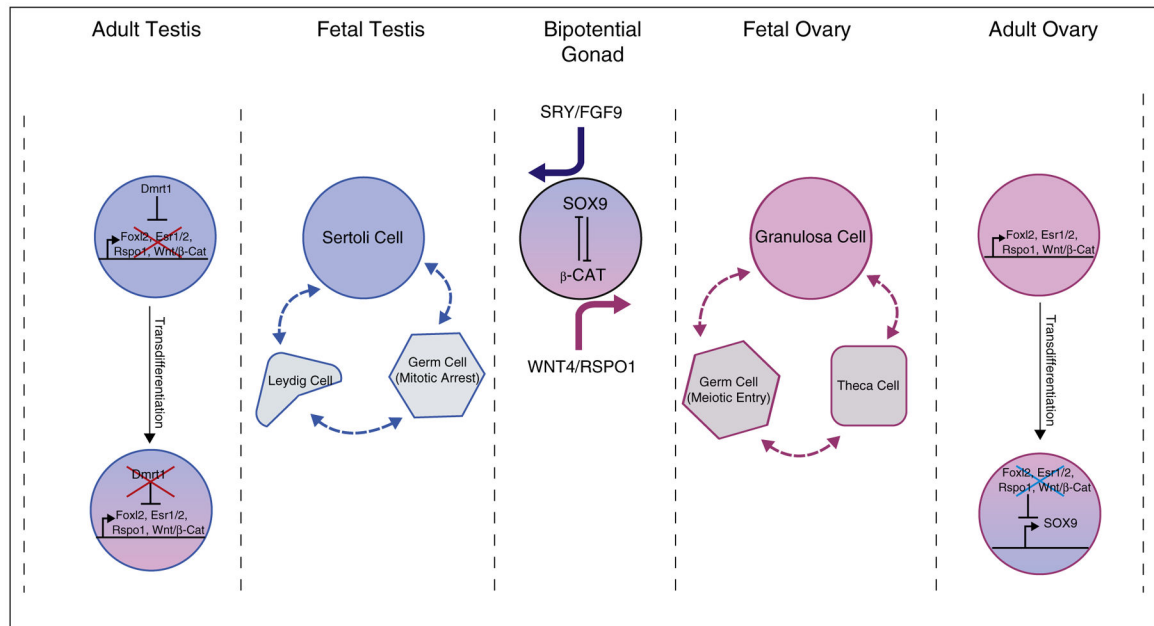 Adult Testis
Fetal Testis
Bipotential
Gonad
Fetal Ovary
Adult Ovary
Dmrt1
Foxl2, Esr1/2,
Rspo1, Wnt/β-Cat
Transdifferentiation
Dmrt1
Foxl2, Esr1/2,
Rspo1, Wnt/β-Cat
Sertoli Cell
Leydig Cell
Germ Cell
(Mitotic Arrest)
SRY/FGF9
SOX9
β-CAT
WNT4/RSPO1
Granulosa Cell
Germ Cell
(Meiotic Entry)
Theca Cell
Foxl2, Esr1/2,
Rspo1, Wnt/β-Cat
Transdifferentiation
Foxl2, Esr1/2,
Rspo1, Wnt/β-Cat
SOX9